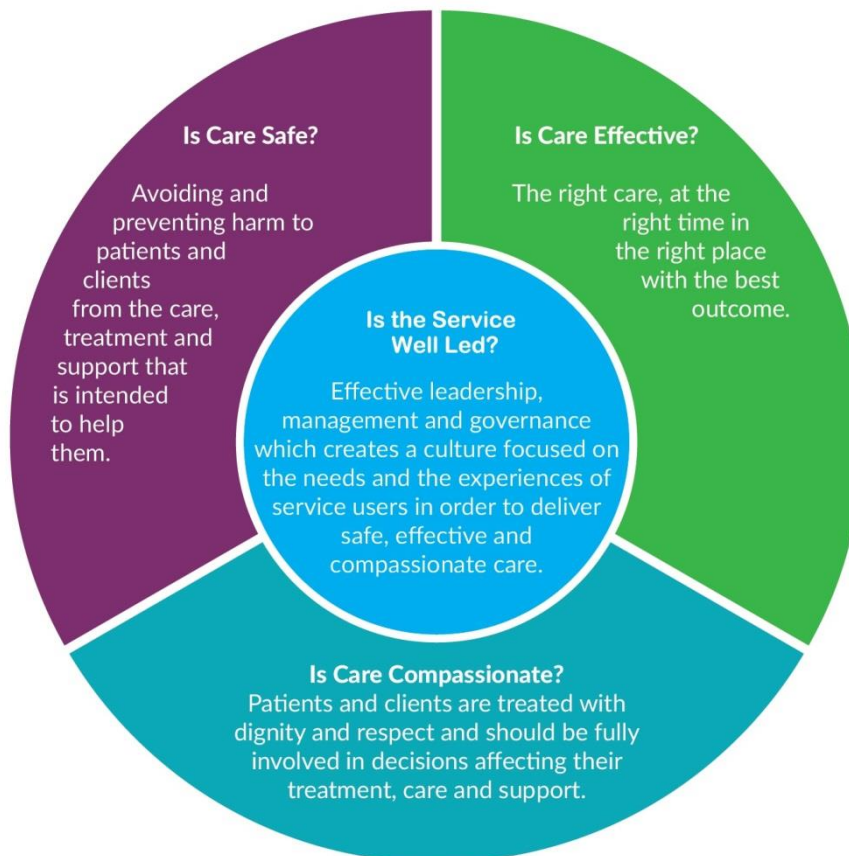 Is Care Safe?
Avoiding and
preventing harm to
patients and
clients
from the care,
treatment and
support that
is intended
to help
them.
Is Care Effective?
The right care, at the
right time in
the right place
with the best
outcome.
Is the Service
Well Led?
Effective leadership,
management and governance
which creates a culture focused on
the needs and the experiences of
service users in order to deliver
safe, effective and
compassionate care.
Is Care Compassionate?
Patients and clients are treated with
dignity and respect and should be fully
involved in decisions affecting their
treatment, care and support.